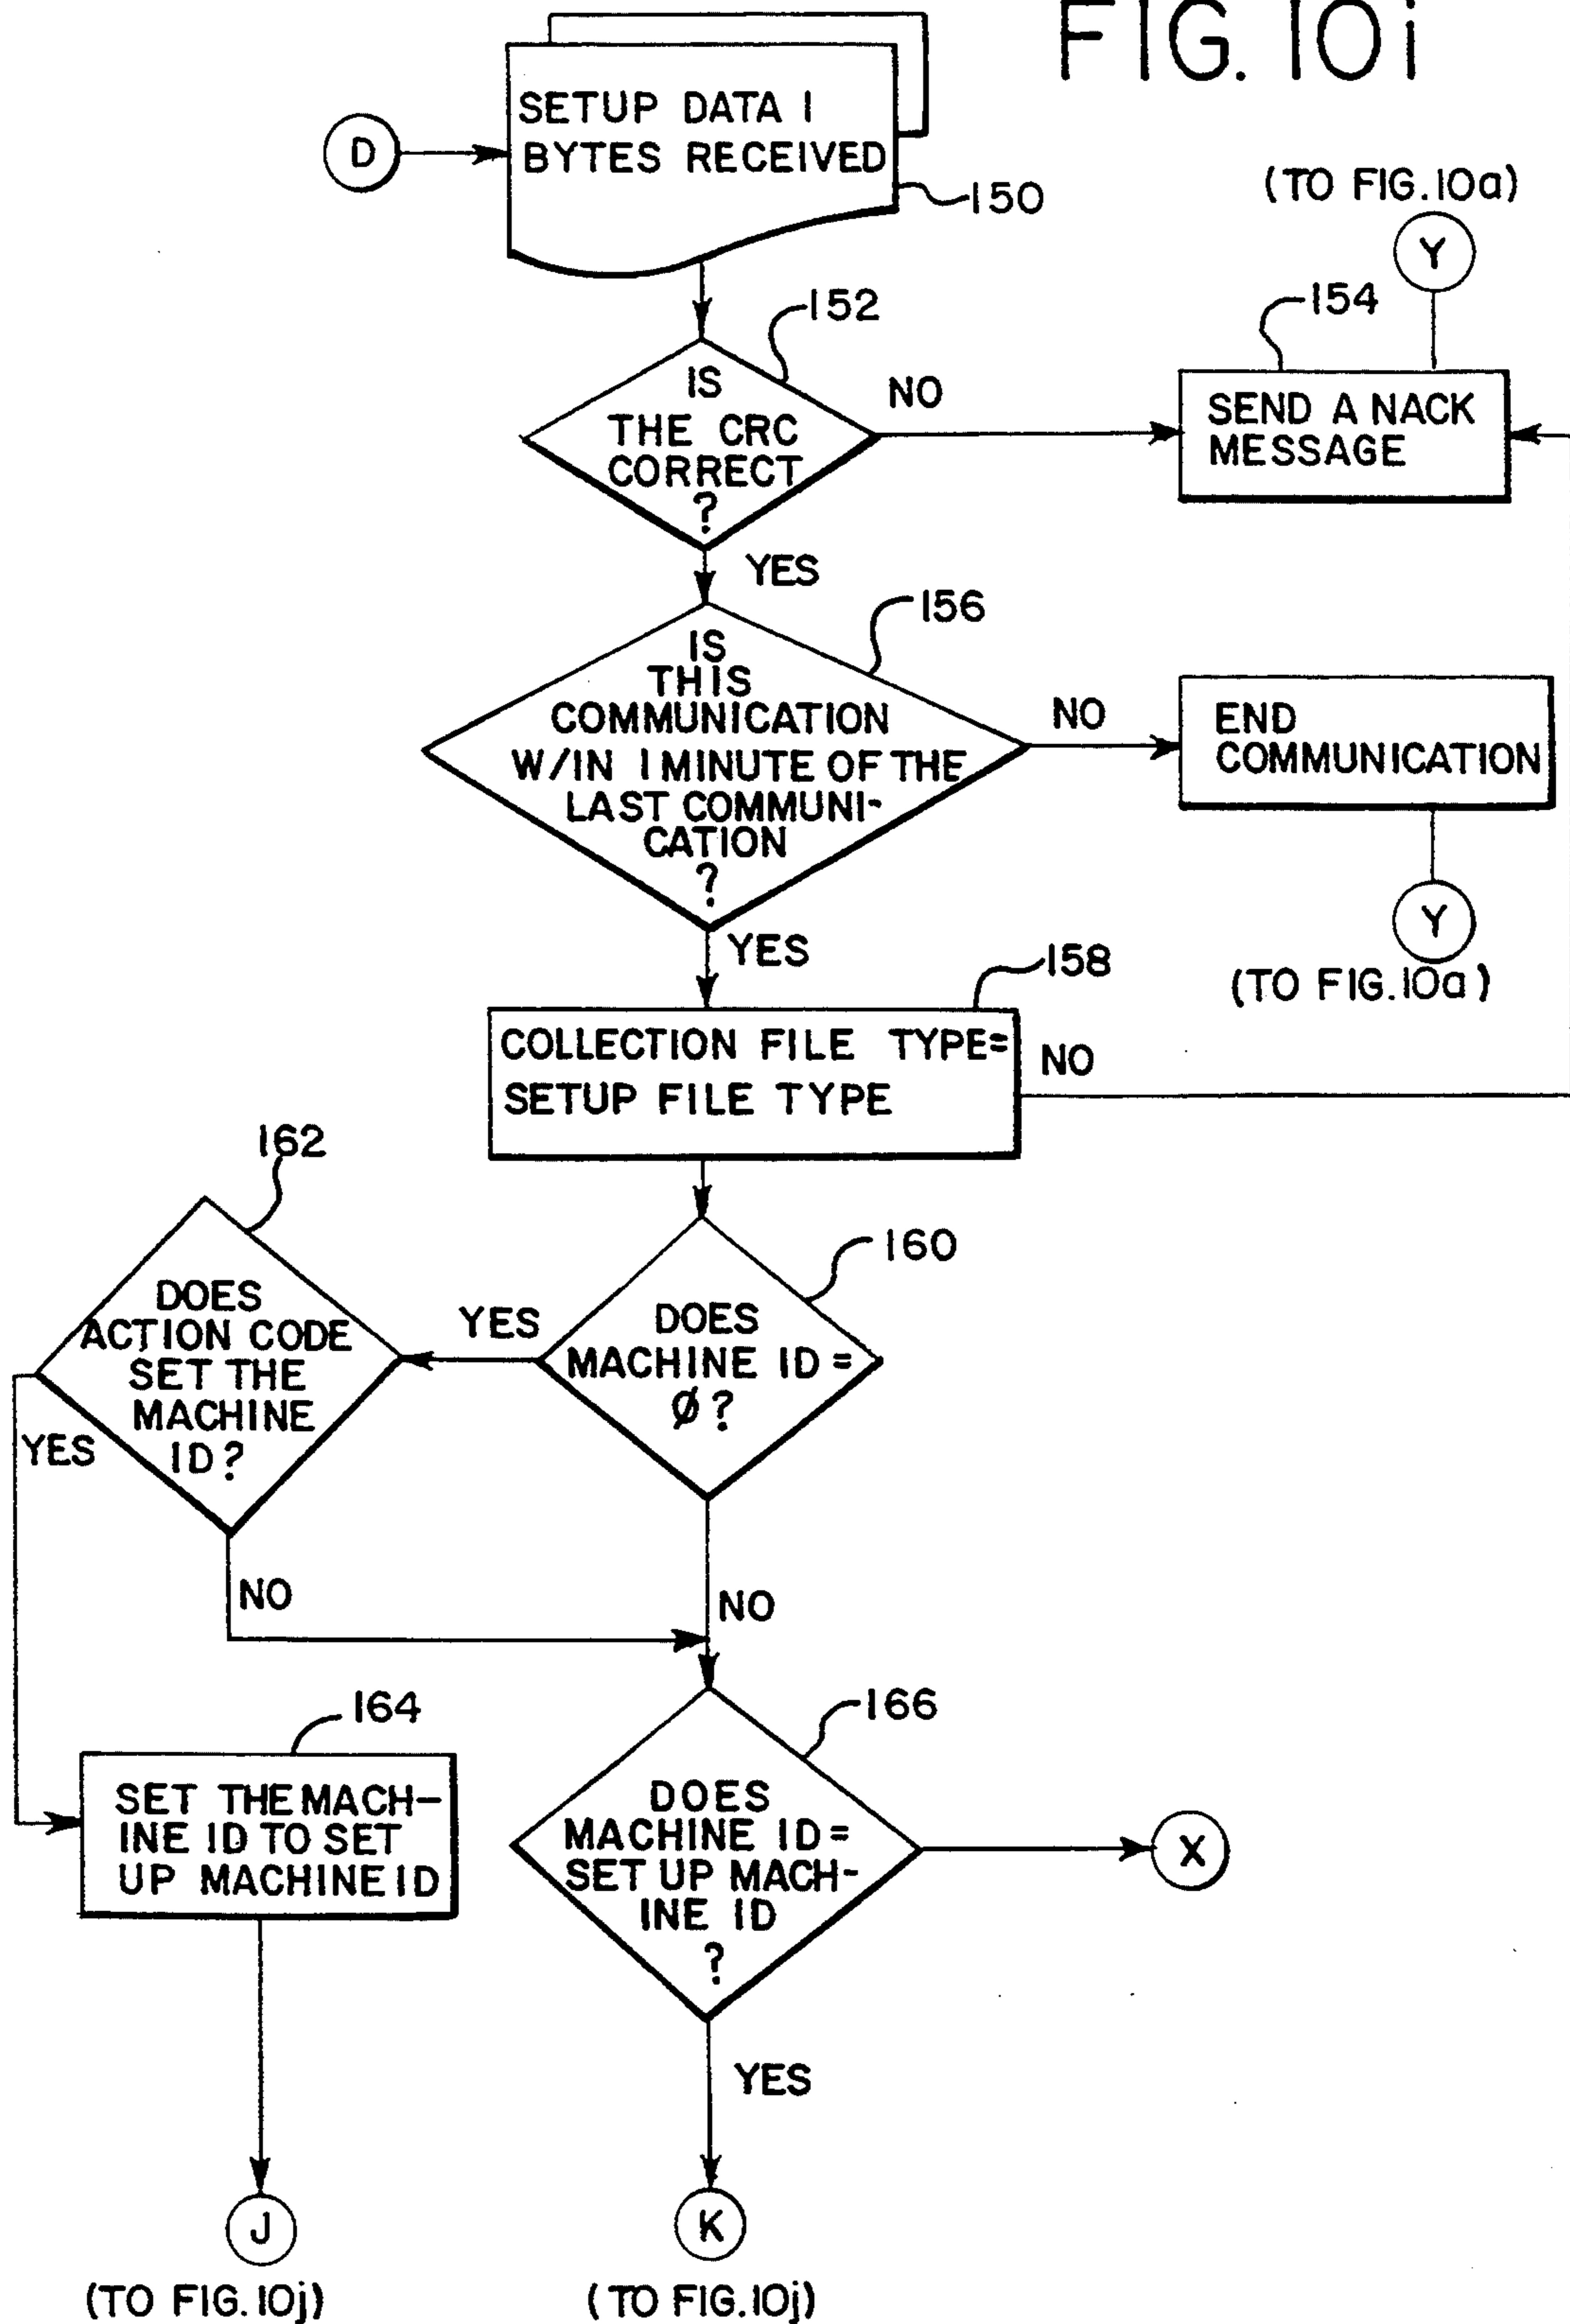 FIG. 10i
SETUP DATA 1
BYTES RECEIVED
D
150
(TO FIG. 10a)
Y
152
154
IS
THE CRC
CORRECT
?
NO
SEND A NACK
MESSAGE
YES
156
IS
THIS
COMMUNICATION
W/IN 1 MINUTE OF THE
LAST COMMUNI-
CATION
?
NO
END
COMMUNICATION
YES
Y
(TO FIG. 10a)
158
COLLECTION FILE TYPE=
SETUP FILE TYPE
NO
162
160
DOES
ACTION CODE
SET THE
MACHINE
ID?
YES
DOES
MACHINE ID =
Ø?
YES
NO
NO
164
166
SET THE MACH-
INE ID TO SET
UP MACHINE ID
DOES
MACHINE ID =
SET UP MACH-
INE ID
?
X
YES
J
K
(TO FIG. 10j)
(TO FIG. 10j)